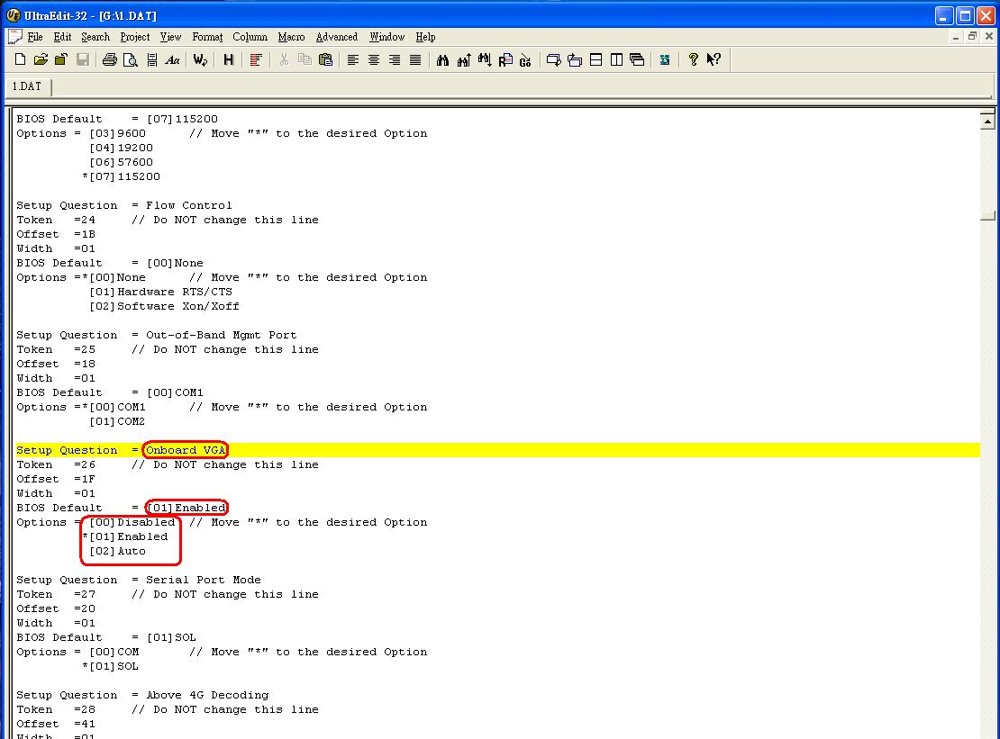 UltraEdit-32 - [G:\1.DAT]
File Edit Search Project View Format Column Macro Advanced Window Help
1.DAT
BIOS Default    = [07]115200
Options = [03]9600      // Move "*" to the desired Option
          [04]19200
          [06]57600
         *[07]115200
Setup Question  = Flow Control
Token   =24     // Do NOT change this line
Offset  =1B
Width   =01
BIOS Default    = [00]None
Options =*[00]None      // Move "*" to the desired Option
          [01]Hardware RTS/CTS
          [02]Software Xon/Xoff
Setup Question  = Out-of-Band Mgmt Port
Token   =25     // Do NOT change this line
Offset  =18
Width   =01
BIOS Default    = [00]COM1
Options =*[00]COM1      // Move "*" to the desired Option
          [01]COM2
Setup Question  = Onboard VGA
Token   =26     // Do NOT change this line
Offset  =1F
Width   =01
BIOS Default    = [01]Enabled
Options = [00]Disabled  // Move "*" to the desired Option
         *[01]Enabled
          [02]Auto
Setup Question  = Serial Port Mode
Token   =27     // Do NOT change this line
Offset  =20
Width   =01
BIOS Default    = [01]SOL
Options = [00]COM       // Move "*" to the desired Option
         *[01]SOL
Setup Question  = Above 4G Decoding
Token   =28     // Do NOT change this line
Offset  =41
Width   =01